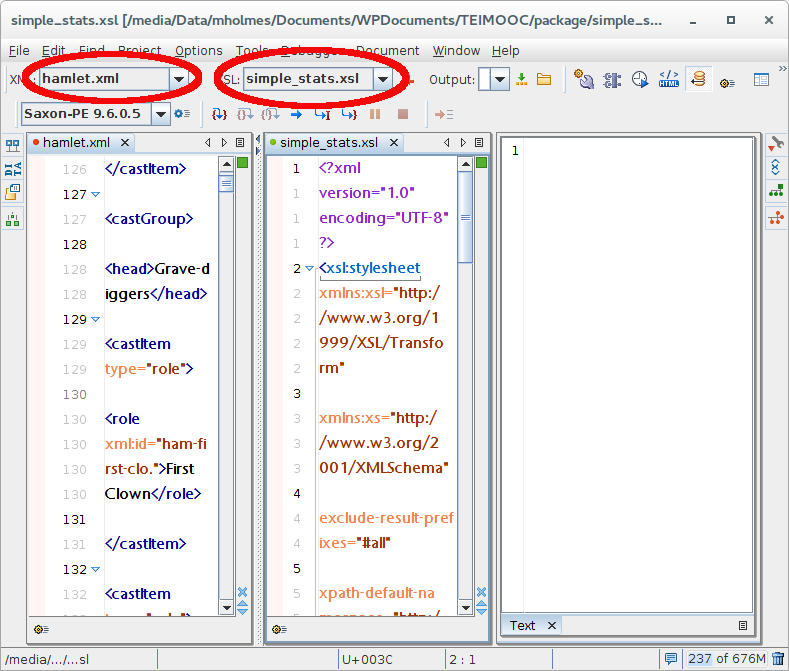 simple_stats.xsl [/media/Data/mholmes/Documents/WPDocuments/TEIMOOC/package/simple_s...
File Edit Find Project Options Tools Debugger Document Window Help
hamlet.xml simple_stats.xsl Output:
Saxon-PE 9.6.0.5
hamlet.xml
126 </castItem>
127
127 <castGroup>
128
128 <head>Grave-d
128 iggers</head>
129
129 <castItem
129 type="role">
130
130 <role
130 xml:id="ham-fi
130 rst-clo.">First
130 Clown</role>
131
131 </castItem>
132
132 <castItem
simple_stats.xsl
1 <?xml
1 version="1.0"
1 encoding="UTF-8"
1 ?>
2 <xsl:stylesheet
2 xmlns:xsl="http:/
2 /www.w3.org/1
2 999/XSL/Transfo
2 rm"
3
3 xmlns:xs="http:/
3 /www.w3.org/2
3 001/XMLSchema"
4
4 exclude-result-pref
4 ixes="#all"
5
5 xpath-default-na
1
Text
/media/.../...sl U+003C 2 : 1 237 of 676M